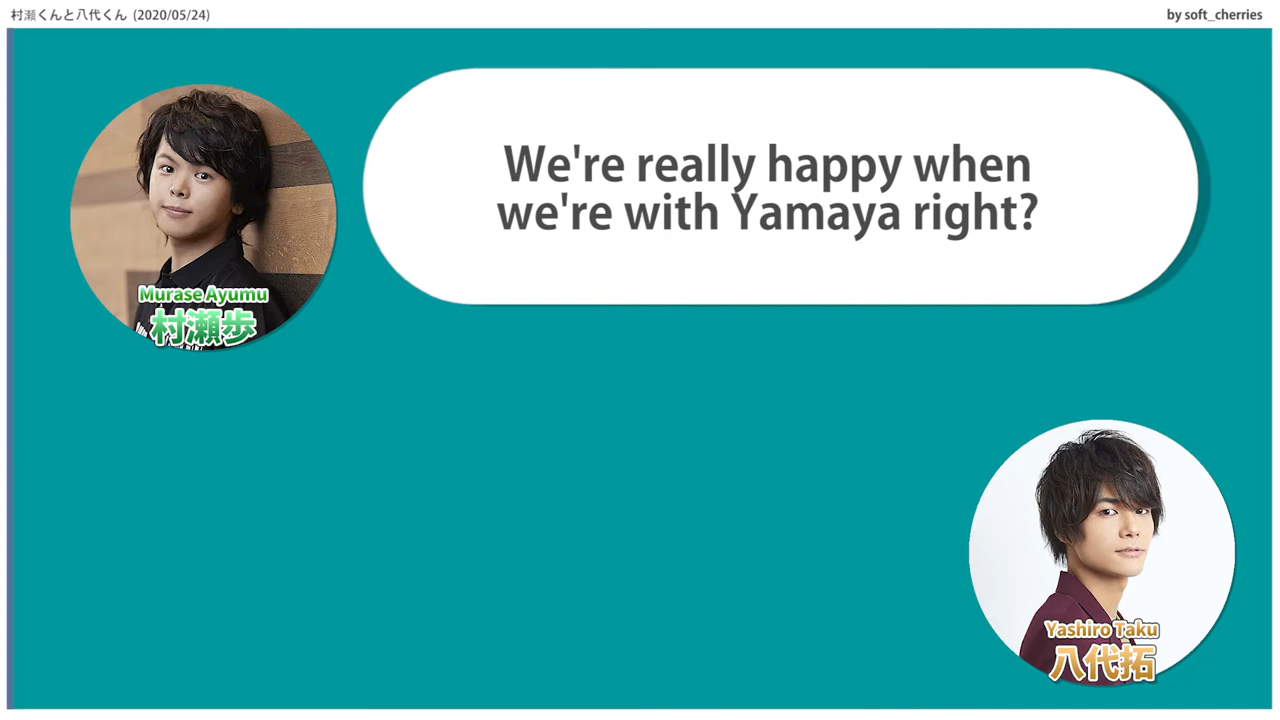 村瀬くんと八代くん (2020/05/24)
by soft_cherries
We're really happy when
we're with Yamaya right?
Murase Ayumu
村瀬歩
Yashiro Taku
八代拓